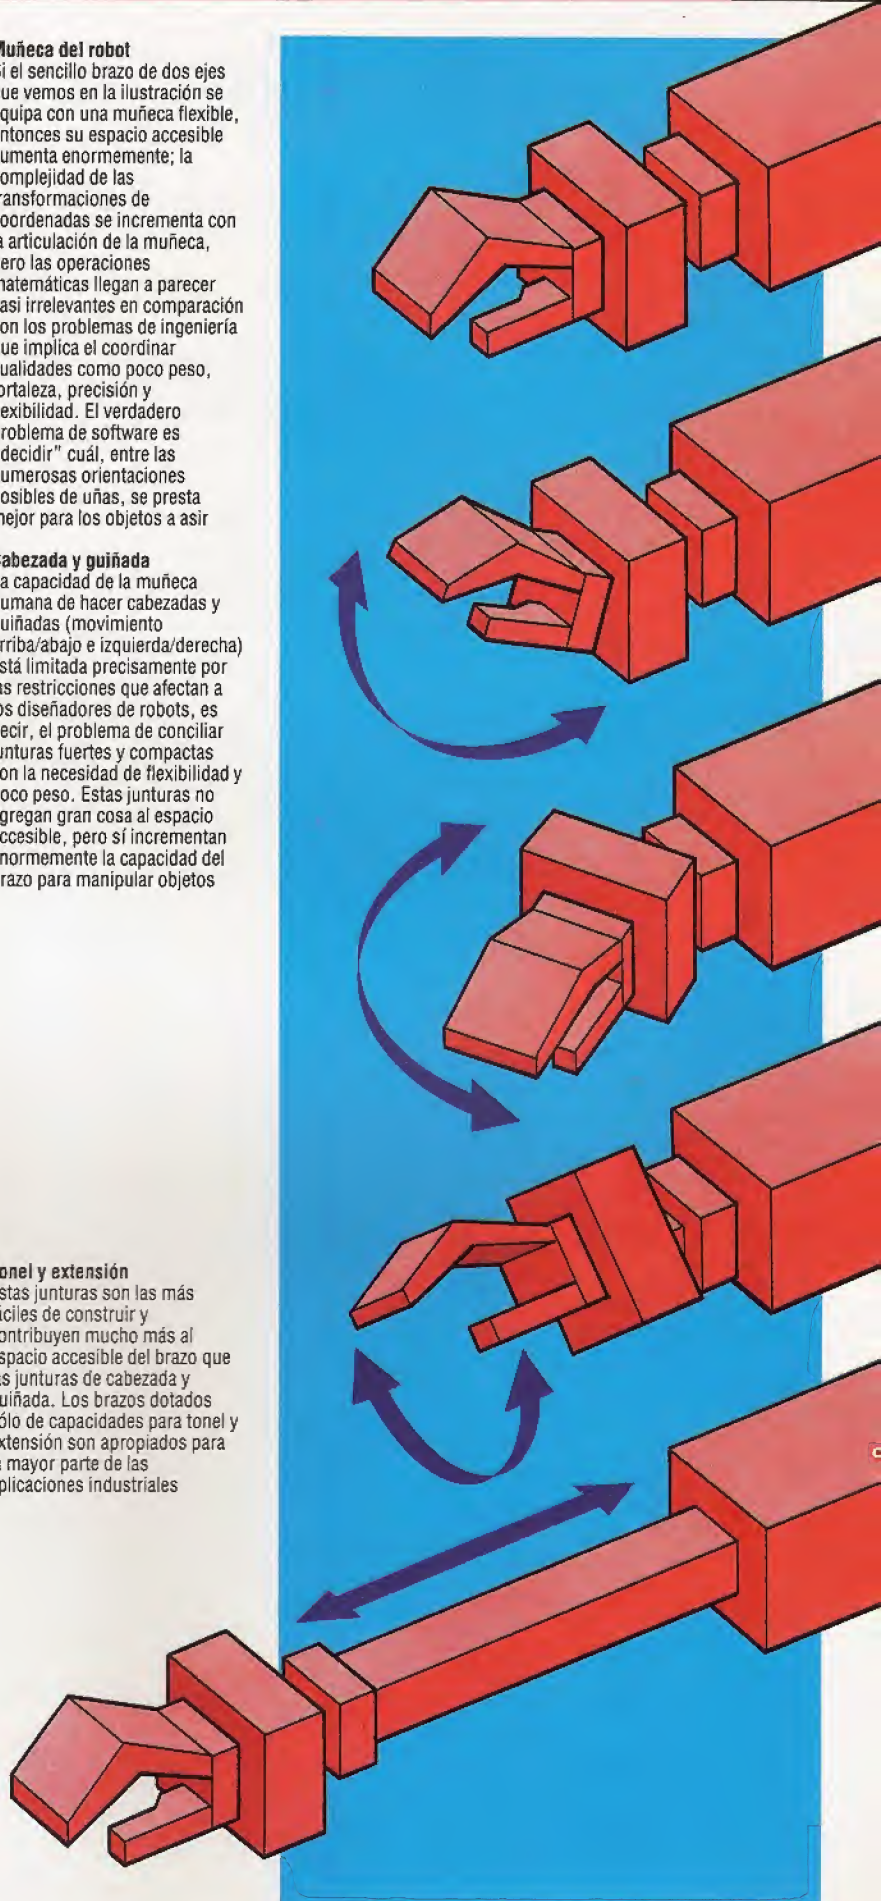 Muñeca del robot
i el sencillo brazo de dos ejes
ue vemos en la ilustración se
quipa con una muñeca flexible,
ntonces su espacio accesible
umenta enormemente; la
omplejidad de las
ransformaciones de
oordenadas se incrementa con
a articulación de la muñeca,
ero las operaciones
matemáticas llegan a parecer
asi irrelevantes en comparación
on los problemas de ingeniería
ue implica el coordinar
ualidades como poco peso,
ortaleza, precisión y
exibilidad. El verdadero
roblema de software es
decidir" cuál, entre las
umerosas orientaciones
osibles de uñas, se presta
mejor para los objetos a asir
Cabezada y guiñada
a capacidad de la muñeca
umana de hacer cabezadas y
uiñadas (movimiento
rriba/abajo e izquierda/derecha)
stá limitada precisamente por
as restricciones que afectan a
os diseñadores de robots, es
ecir, el problema de conciliar
unturas fuertes y compactas
on la necesidad de flexibilidad y
oco peso. Estas junturas no
gregan gran cosa al espacio
ccesible, pero sí incrementan
normemente la capacidad del
razo para manipular objetos
onel y extensión
stas junturas son las más
áciles de construir y
ontribuyen mucho más al
spacio accesible del brazo que
as junturas de cabezada y
uiñada. Los brazos dotados
ólo de capacidades para tonel y
xtensión son apropiados para
a mayor parte de las
plicaciones industriales